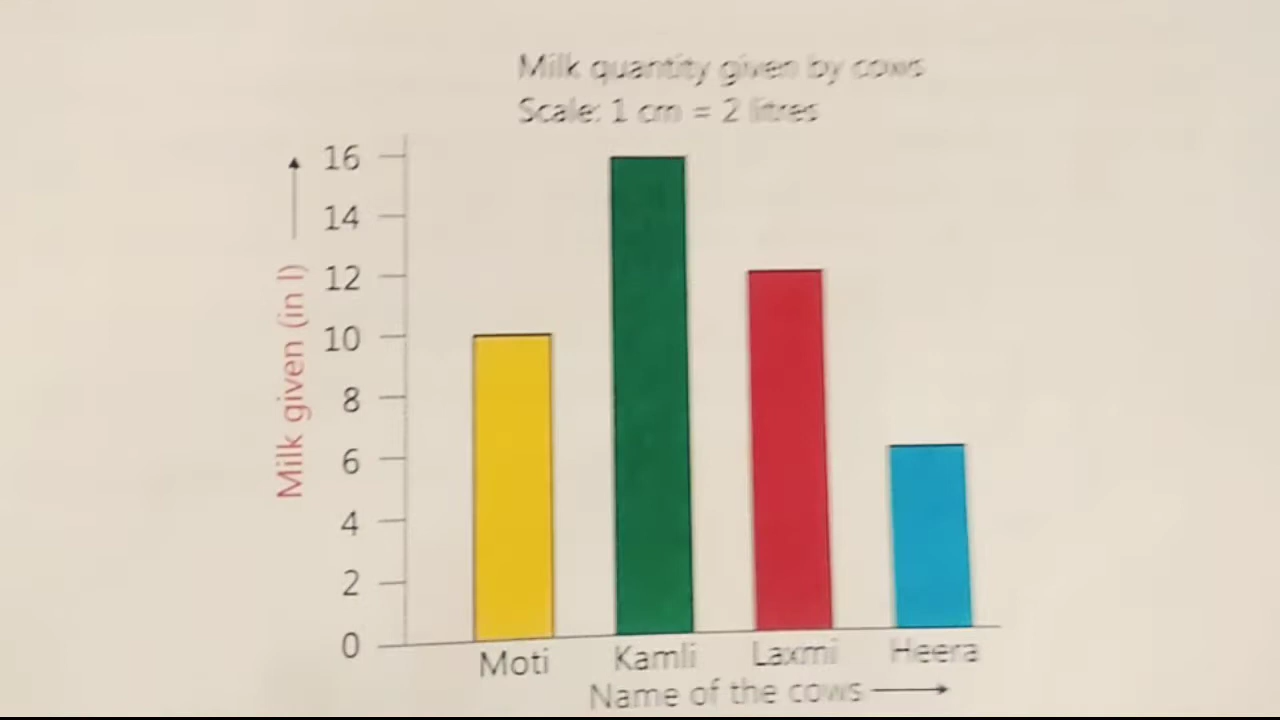 Milk quantity given by cows
Scale: 1 cm = 2 litres
Milk given (in l)
16
14
12
10
8
6
4
2
0
Moti Kamli Laxmi Heera
Name of the cows